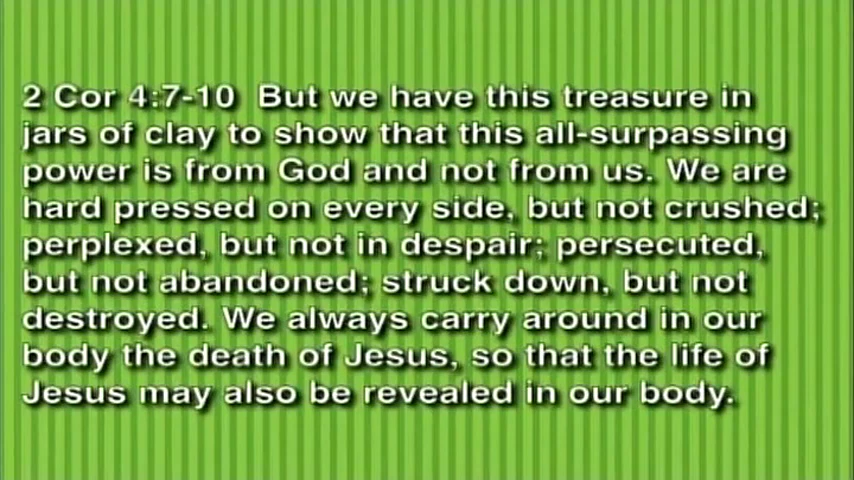 2 Cor 4:7-10 But we have this treasure in
jars of clay to show that this all-surpassing
power is from God and not from us. We are
hard pressed on every side, but not crushed;
perplexed, but not in despair; persecuted,
but not abandoned; struck down, but not
destroyed. We always carry around in our
body the death of Jesus, so that the life of
Jesus may also be revealed in our body.